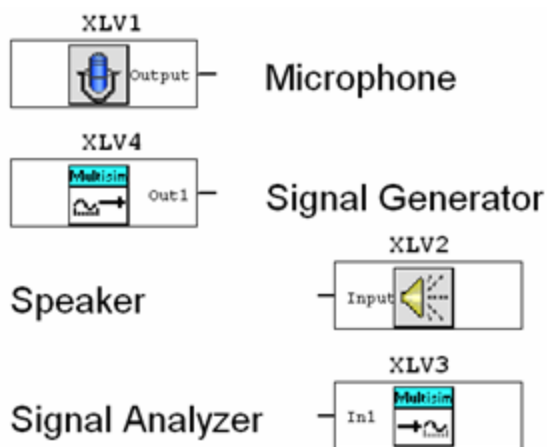 XLV1
Output
Microphone
XLV4
Multisim
Out1
Signal Generator
XLV2
Speaker
Input
XLV3
Signal Analyzer
Multisim
In1